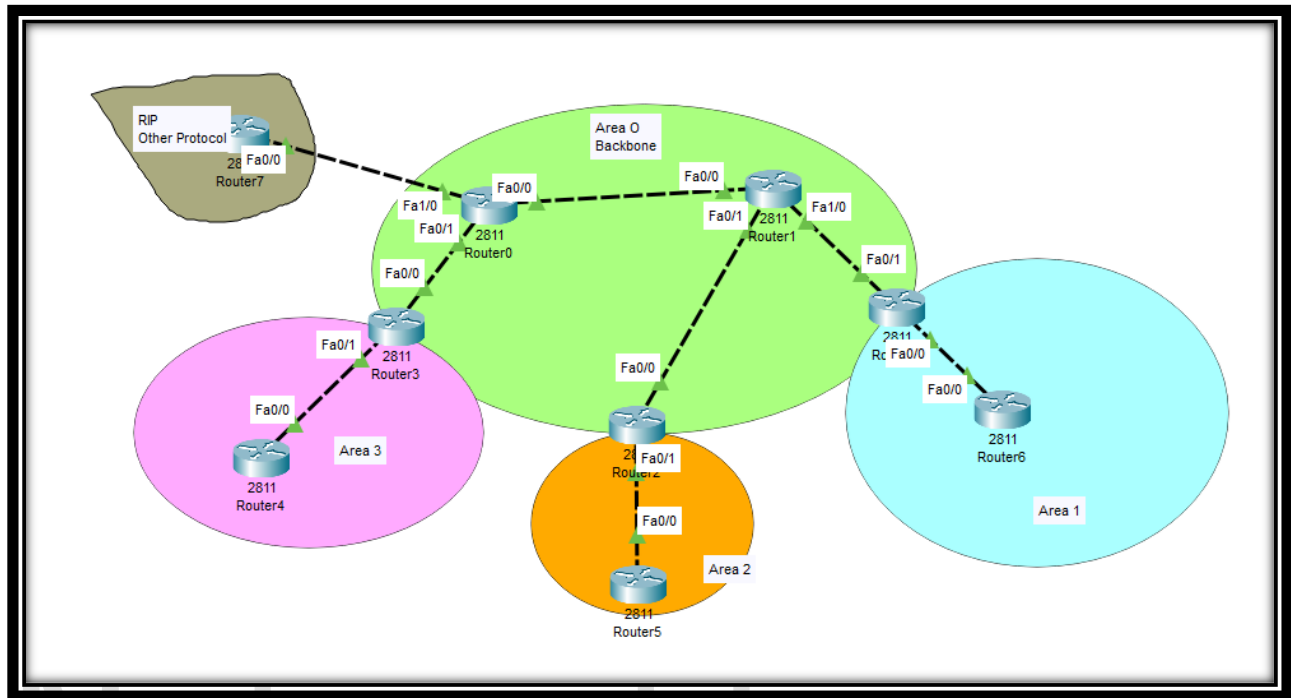 RIP
Other Protocol
Fa0/0
Router7
Area O
Backbone
Fa0/0
Fa0/0
Fa1/0
Fa0/1
2811
Router0
Fa0/1
2811
Router1
Fa1/0
Fa0/1
Fa0/0
2811
Router3
Fa0/1
Fa0/0
2811
Router4
Area 3
2811
Fa0/0
Fa0/0
2811
Router6
Area 1
Fa0/0
Fa0/1
Fa0/0
Area 2
2811
Router5